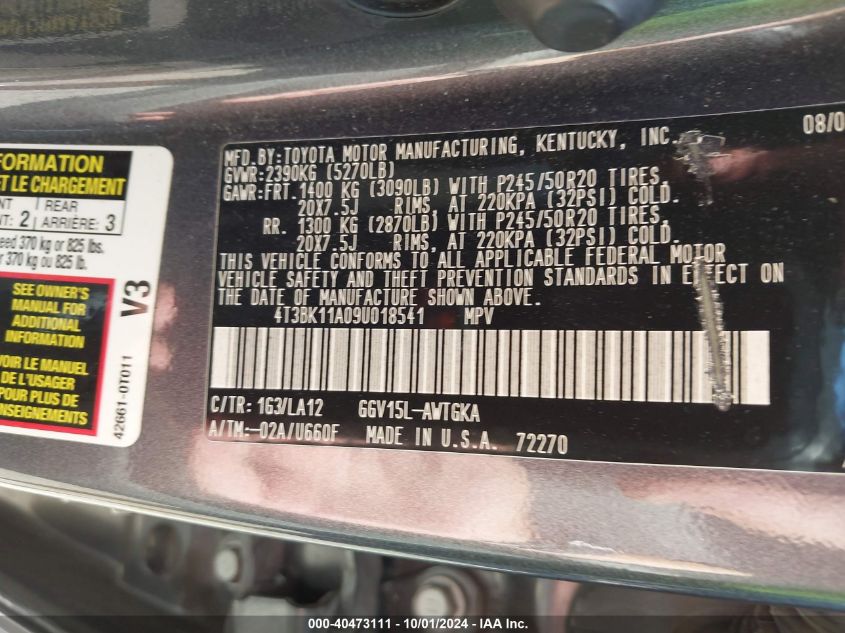 MFD.BY:TOYOTA MOTOR MANUFACTURING, KENTUCKY, INC.
08/0
GVWR:2390KG (5270LB)
GAWR:FRT. 1400 KG (3090LB) WITH P245/50R20 TIRES,
20X7.5J RIMS, AT 220KPA (32PSI) COLD.
RR. 1300 KG (2870LB) WITH P245/50R20 TIRES,
20X7.5J RIMS, AT 220KPA (32PSI) COLD.
THIS VEHICLE CONFORMS TO ALL APPLICABLE FEDERAL MOTOR
VEHICLE SAFETY AND THEFT PREVENTION STANDARDS IN EFFECT ON
THE DATE OF MANUFACTURE SHOWN ABOVE.
4T3BK11A09U018541 MPV
C/TR: 1G3/LA12 GGV15L-AWTGKA
A/TM:-02A/U660F MADE IN U.S.A. 72270
FORMATION
ET LE CHARGEMENT
NT REAR
NT: 2 ARRIÈRE: 3
eed 370 kg or 825 lbs.
r 370 kg ou 825 lb.
SEE OWNER'S
MANUAL FOR
ADDITIONAL
INFORMATION
VOIR LE MANUEL
DE L'USAGER
POUR PLUS DE
RENSEIGNEMENTS
V3
42661-0T011
000-40473111 - 10/01/2024 - IAA Inc.